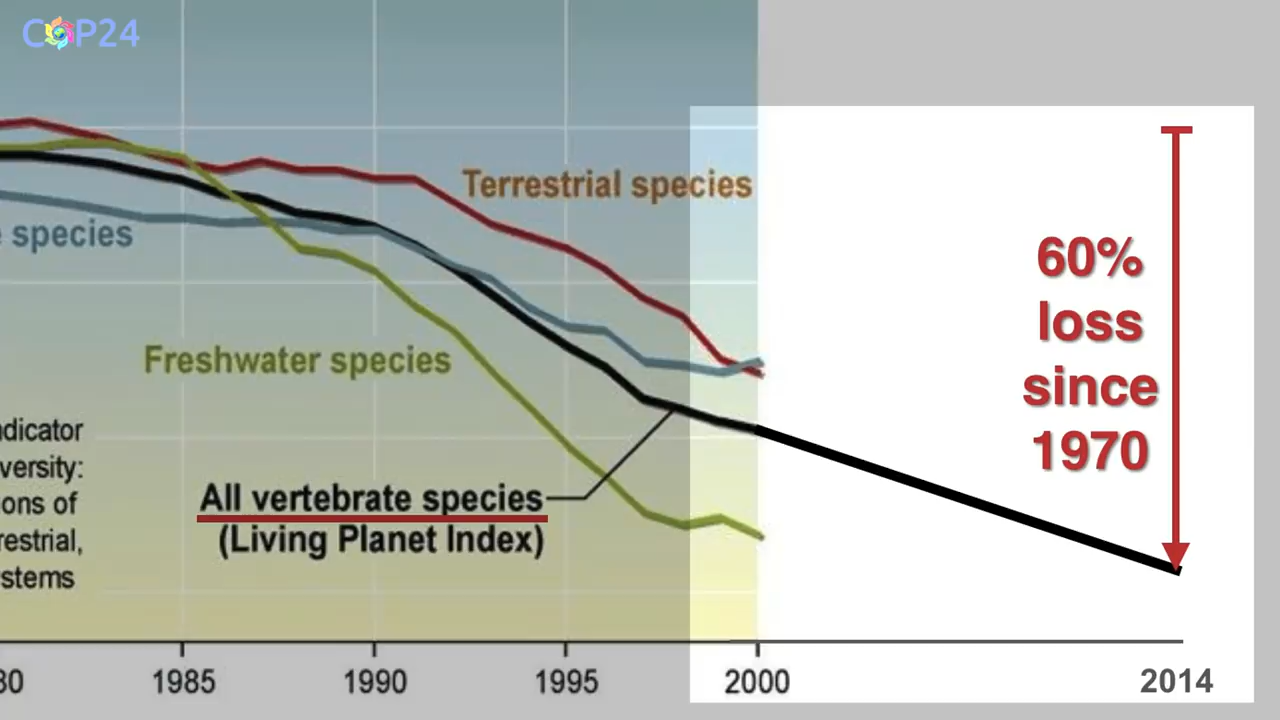 COP24
Terrestrial species
species
Freshwater species
60%
loss
since
1970
ndicator
versity:
ons of
restrial,
stems
All vertebrate species
(Living Planet Index)
80
1985
1990
1995
2000
2014